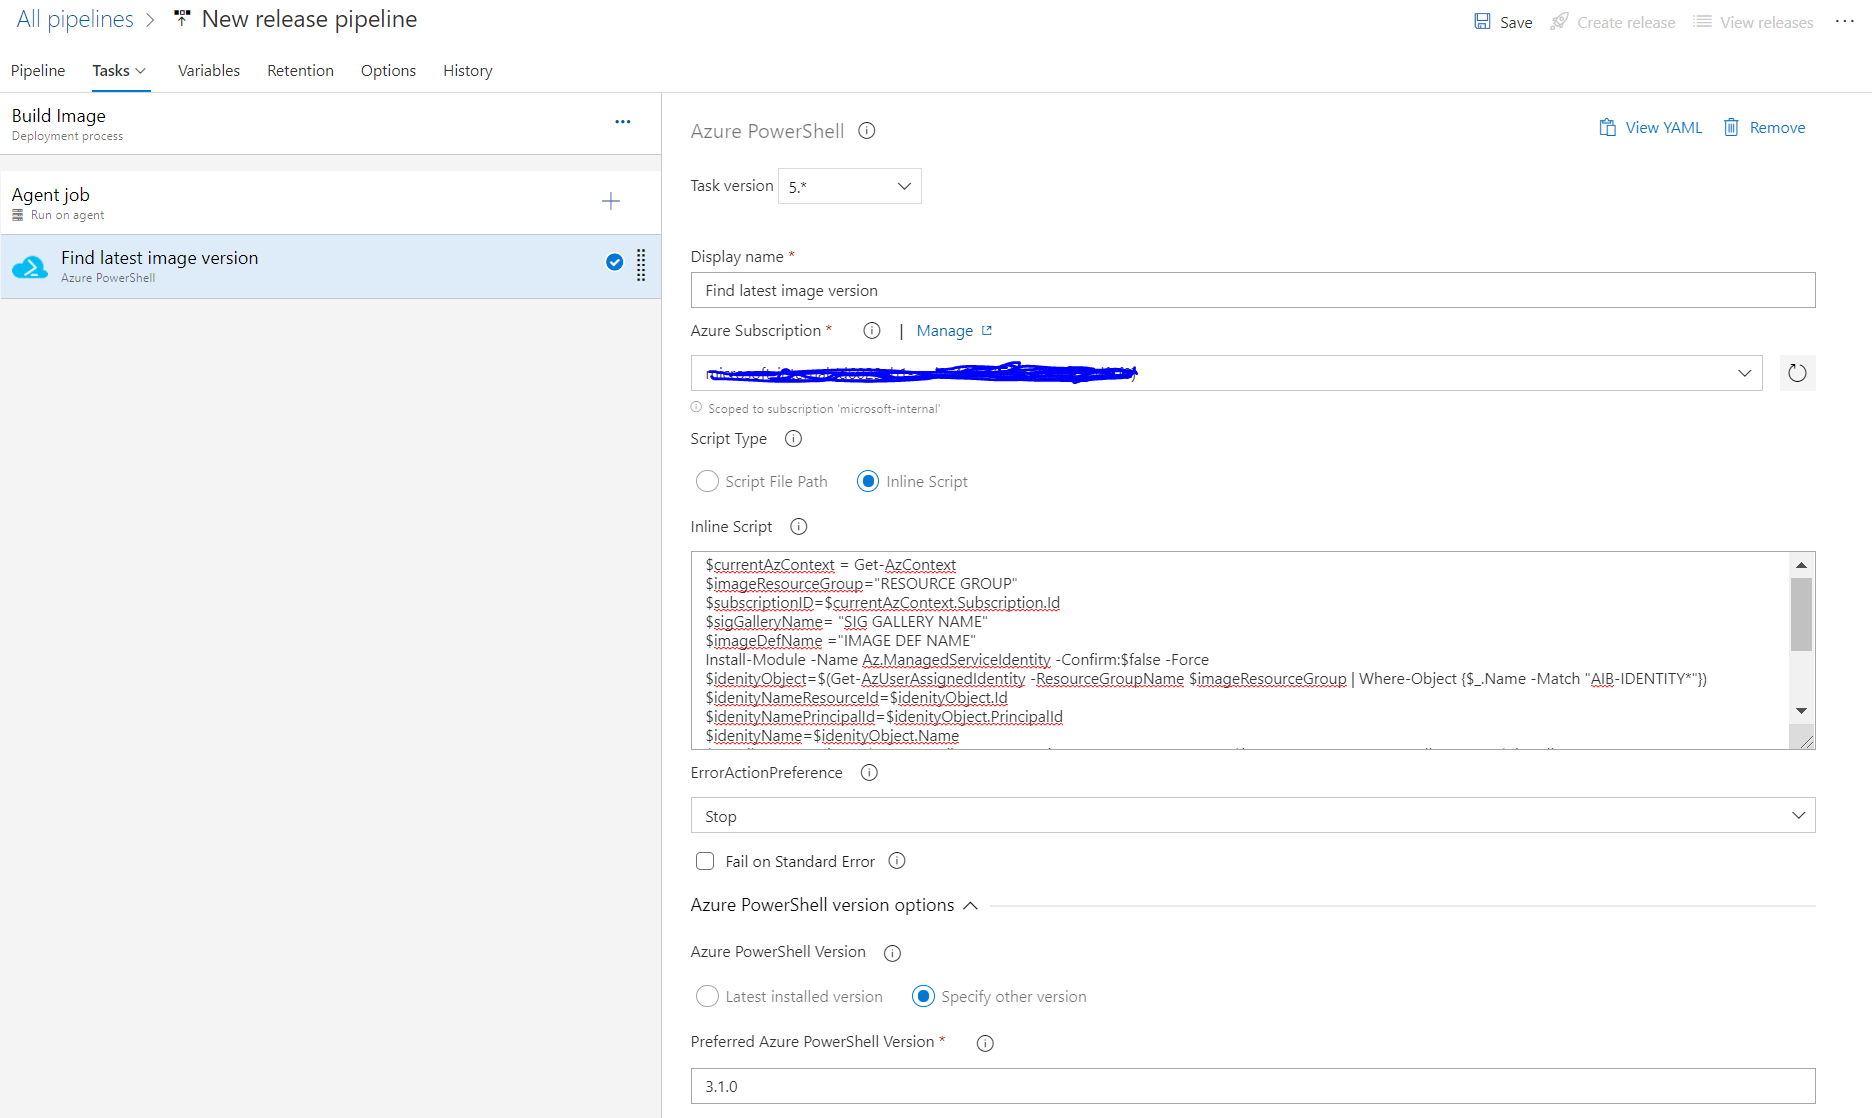 All pipelines > New release pipeline
Save Create release View releases ...
Pipeline Tasks Variables Retention Options History
Build Image
Deployment process
Agent job
Run on agent
Find latest image version
Azure PowerShell
Azure PowerShell
View YAML Remove
Task version 5.*
Display name *
Find latest image version
Azure Subscription * | Manage
Scoped to subscription 'microsoft-internal'
Script Type
Script File Path Inline Script
Inline Script
$currentAzContext = Get-AzContext
$imageResourceGroup="RESOURCE GROUP"
$subscriptionID=$currentAzContext.Subscription.Id
$sigGalleryName= "SIG GALLERY NAME"
$imageDefName ="IMAGE DEF NAME"
Install-Module -Name Az.ManagedServiceIdentity -Confirm:$false -Force
$idenityObject=$(Get-AzUserAssignedIdentity -ResourceGroupName $imageResourceGroup | Where-Object {$_.Name -Match "AIB-IDENTITY*"})
$idenityNameResourceId=$idenityObject.Id
$idenityNamePrincipalId=$idenityObject.PrincipalId
$idenityName=$idenityObject.Name
ErrorActionPreference
Stop
Fail on Standard Error
Azure PowerShell version options
Azure PowerShell Version
Latest installed version Specify other version
Preferred Azure PowerShell Version *
3.1.0